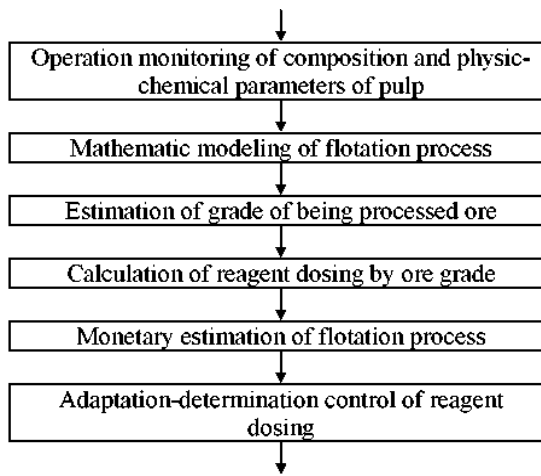 Operation monitoring of composition and physic-
chemical parameters of pulp
Mathematic modeling of flotation process
Estimation of grade of being processed ore
Calculation of reagent dosing by ore grade
Monetary estimation of flotation process
Adaptation-determination control of reagent
dosing